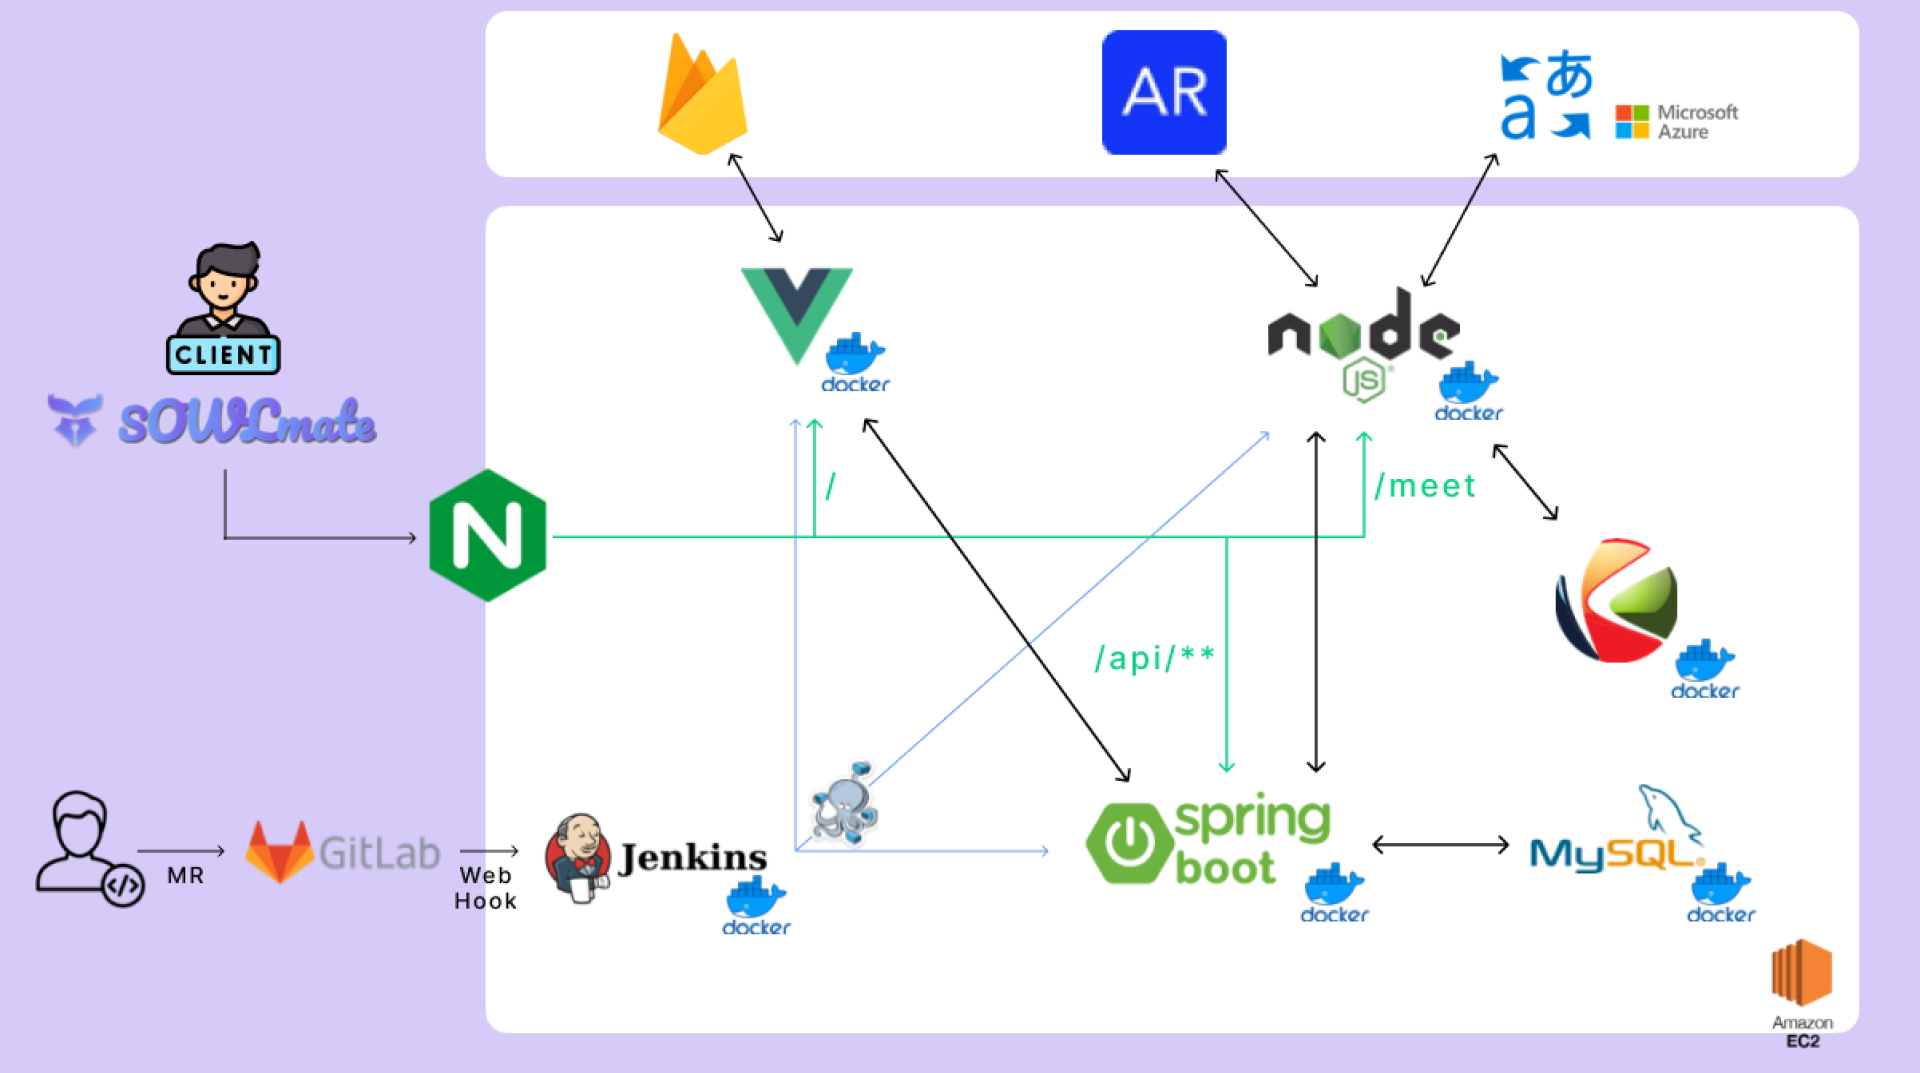 AR
a あ
Microsoft
Azure
CLIENT
sOWLmate
docker
node
JS
docker
/
/meet
N
/api/**
docker
MR
GitLab
Web
Hook
Jenkins
docker
spring
boot
docker
MySQL
docker
Amazon
EC2